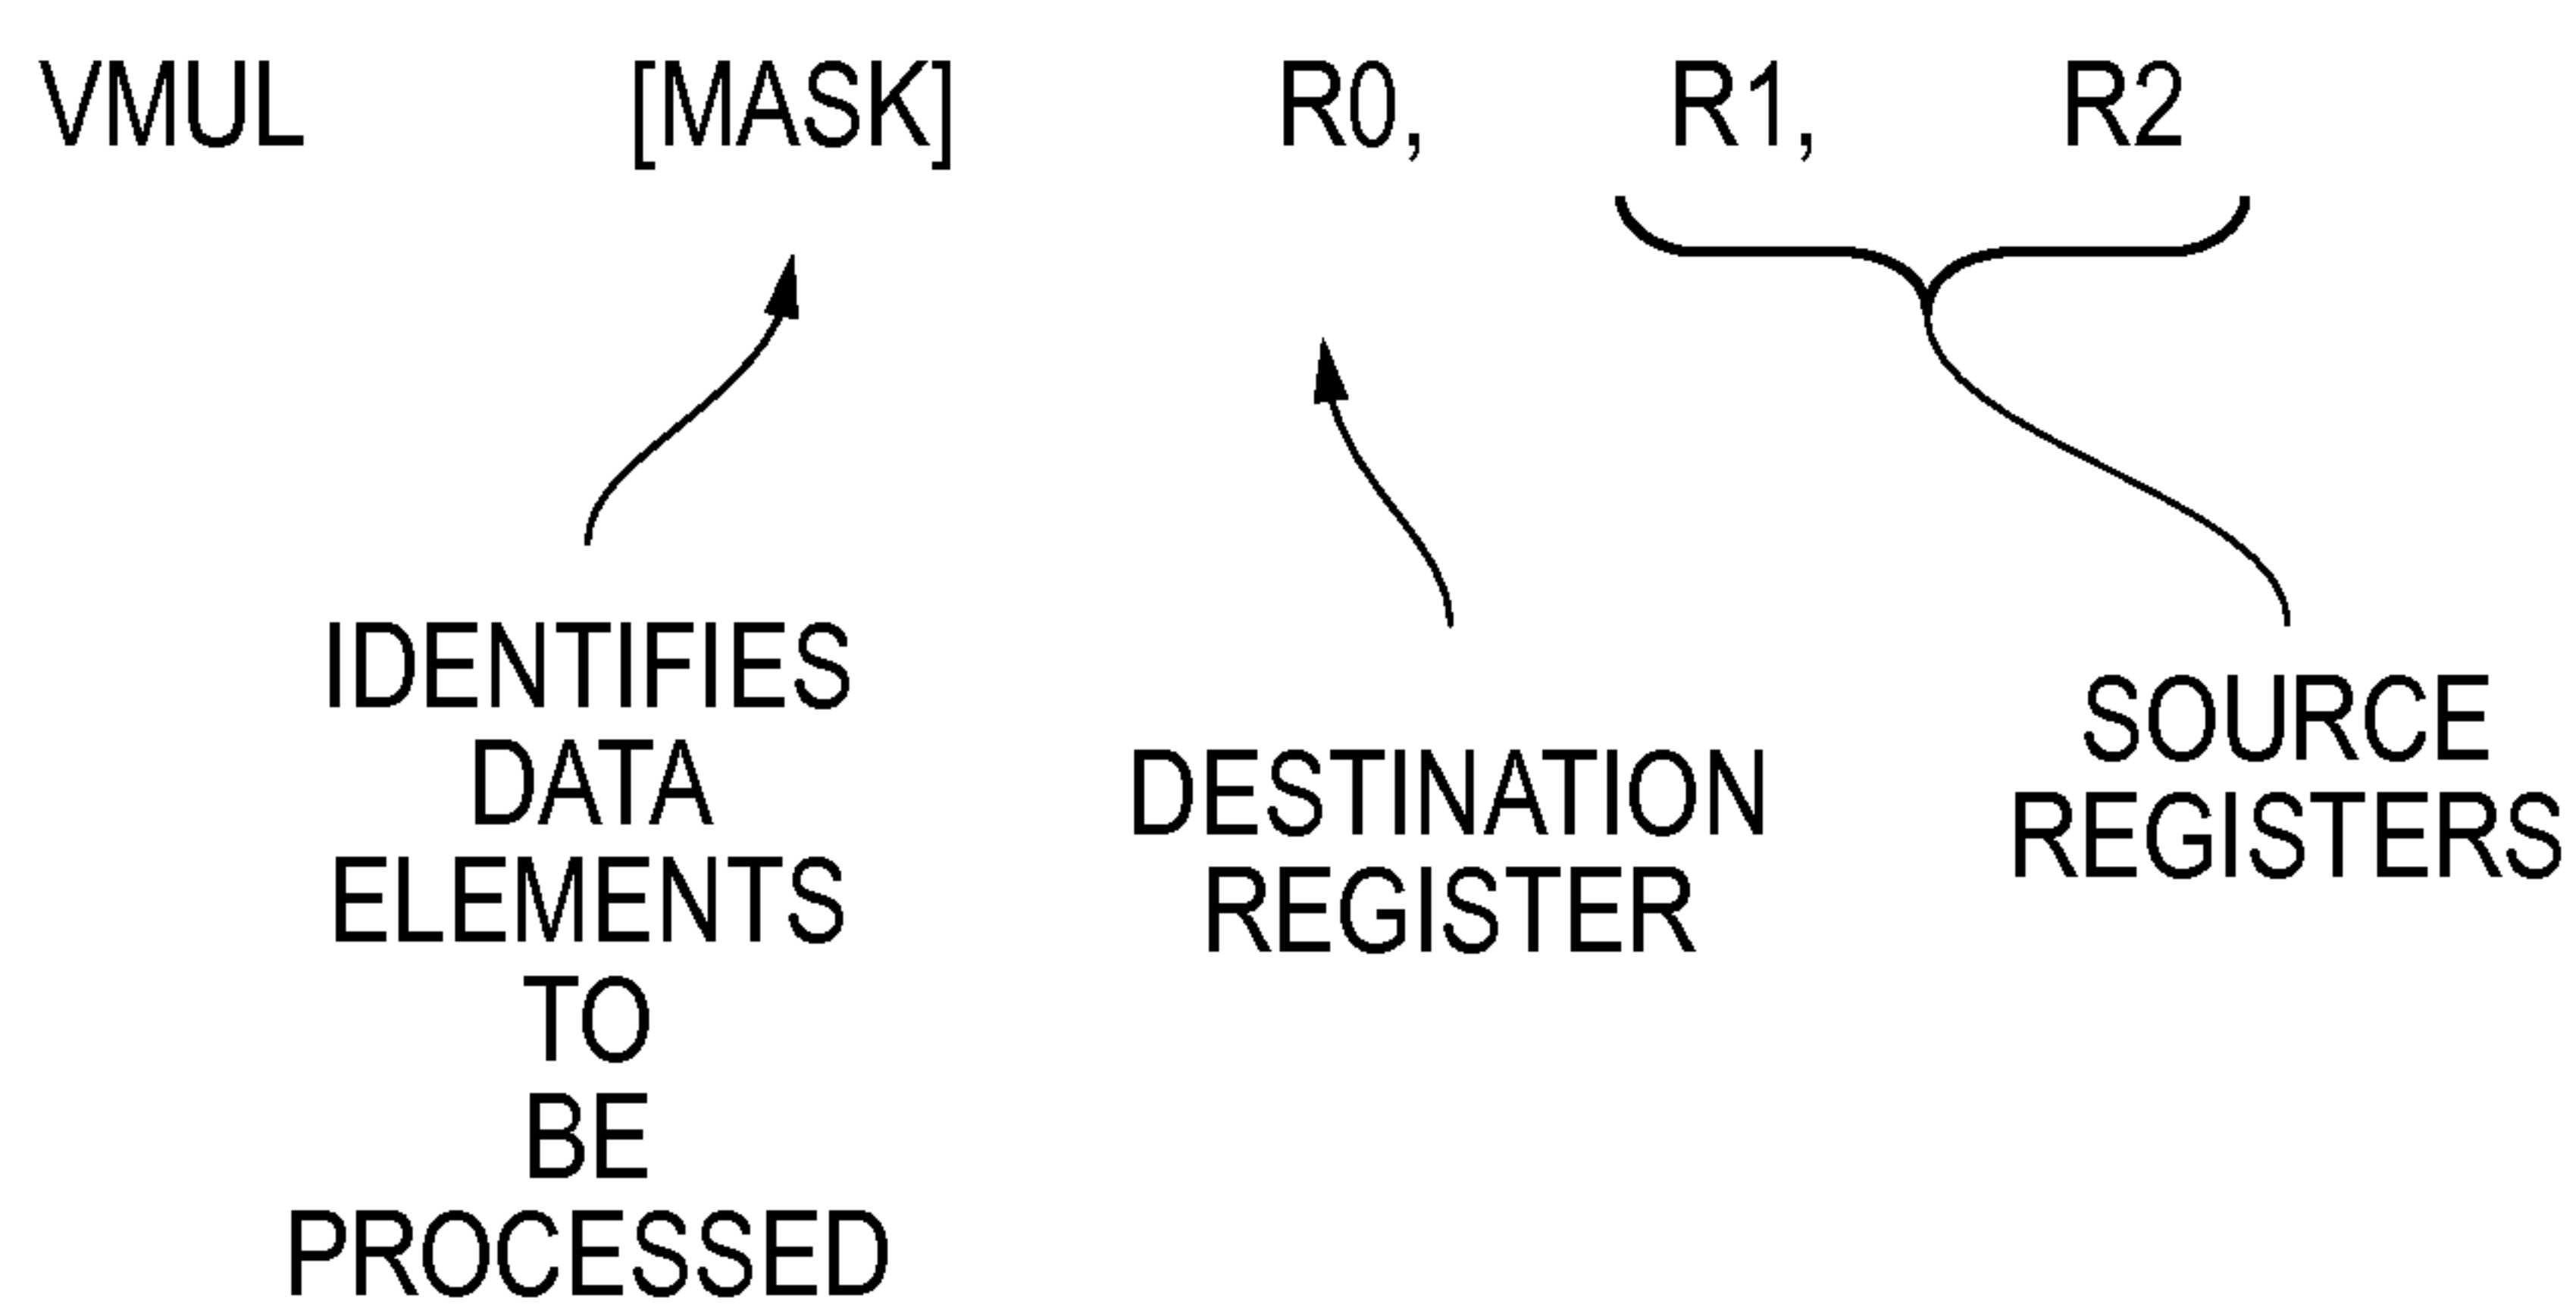 VMUL [MASK] R0, R1, R2
IDENTIFIES
DATA
ELEMENTS
TO
BE
PROCESSED
DESTINATION
REGISTER
SOURCE
REGISTERS